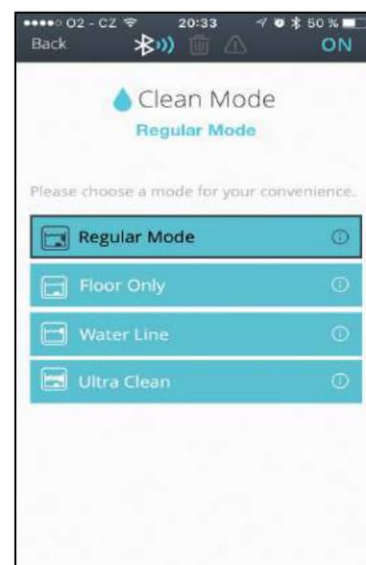 O2 - CZ 20:33 50 %
Back ON
Clean Mode
Regular Mode
Please choose a mode for your convenience.
Regular Mode
Floor Only
Water Line
Ultra Clean